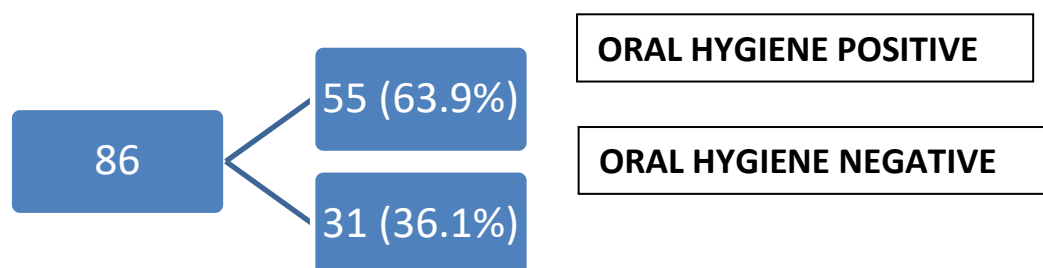 86
55 (63.9%)
31 (36.1%)
ORAL HYGIENE POSITIVE
ORAL HYGIENE NEGATIVE